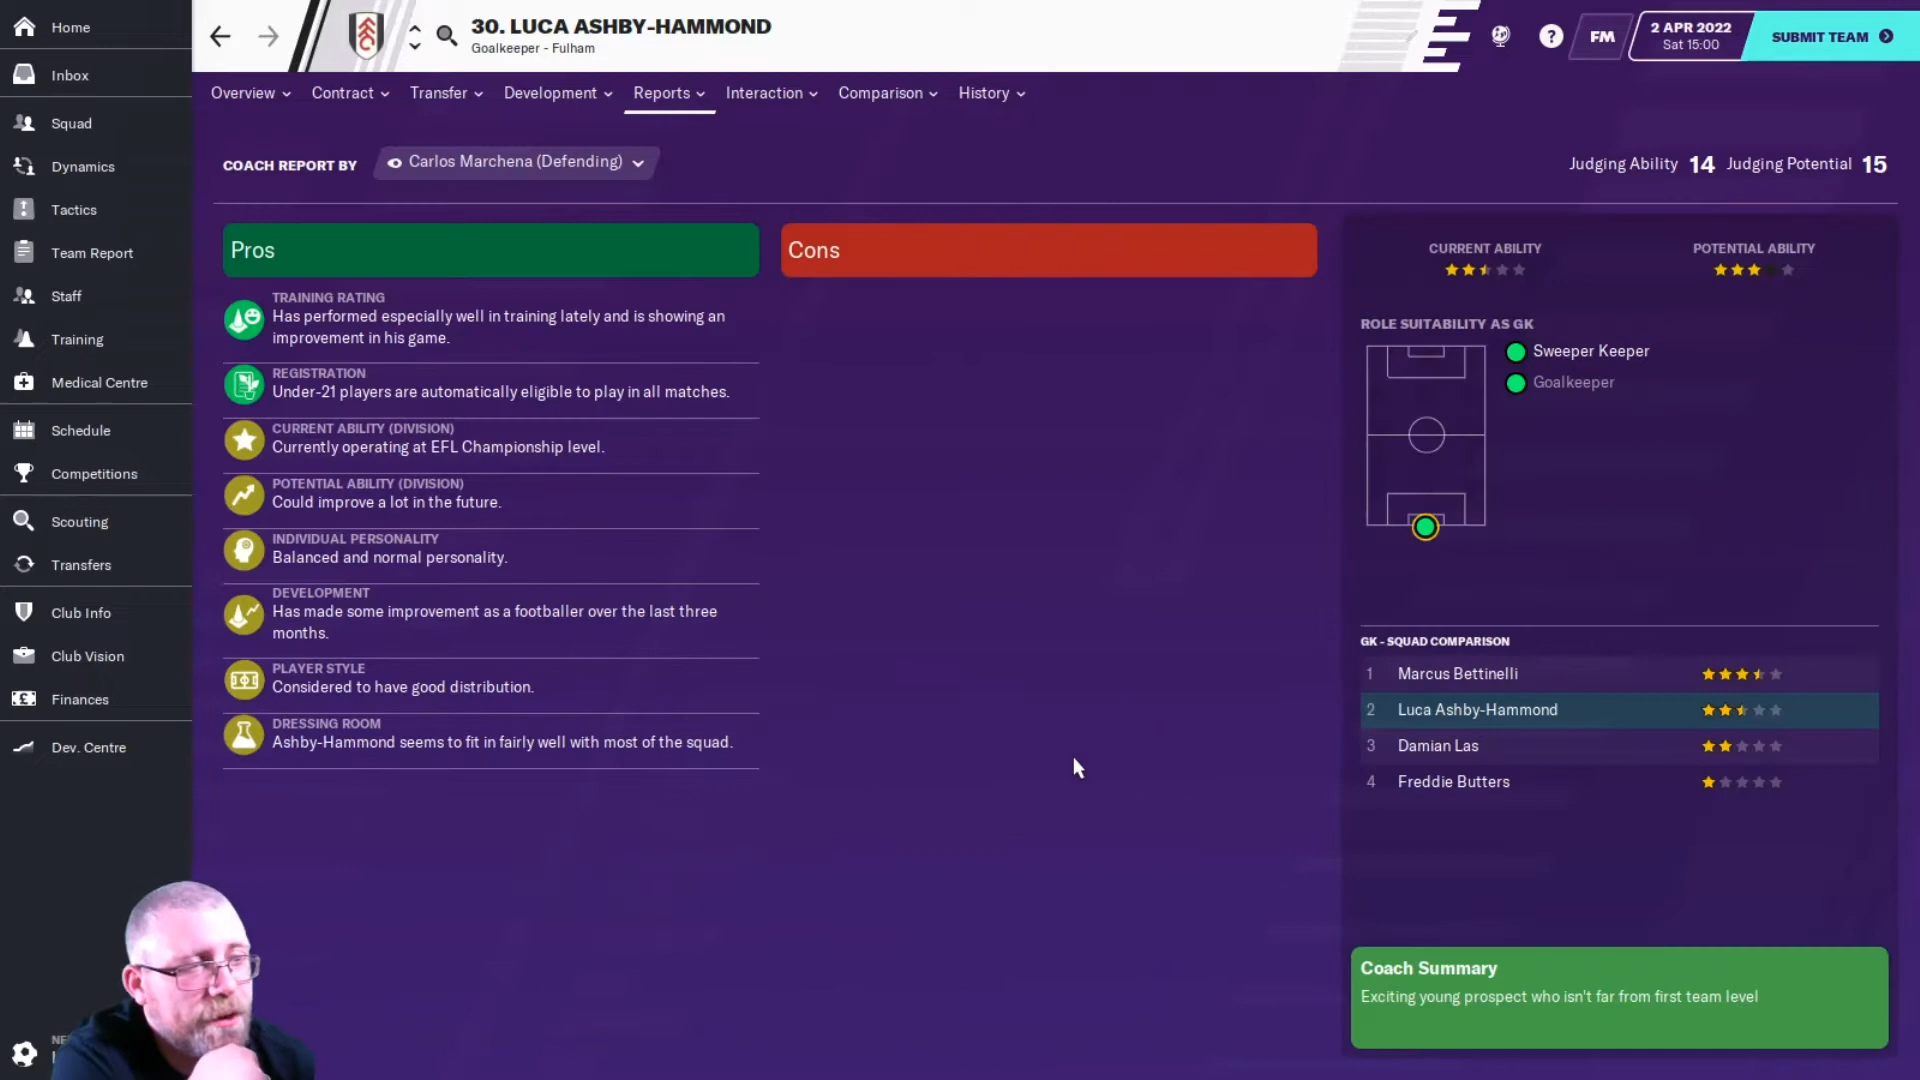 Home
Inbox
Squad
Dynamics
Tactics
Team Report
Staff
Training
Medical Centre
Schedule
Competitions
Scouting
Transfers
Club Info
Club Vision
Finances
Dev. Centre
30. LUCA ASHBY-HAMMOND
Goalkeeper - Fulham
?
FM
2 APR 2022
Sat 15:00
SUBMIT TEAM
Overview
Contract
Transfer
Development
Reports
Interaction
Comparison
History
COACH REPORT BY
Carlos Marchena (Defending)
Judging Ability 14 Judging Potential 15
Pros
TRAINING RATING
Has performed especially well in training lately and is showing an
improvement in his game.
REGISTRATION
Under-21 players are automatically eligible to play in all matches.
CURRENT ABILITY (DIVISION)
Currently operating at EFL Championship level.
POTENTIAL ABILITY (DIVISION)
Could improve a lot in the future.
INDIVIDUAL PERSONALITY
Balanced and normal personality.
DEVELOPMENT
Has made some improvement as a footballer over the last three
months.
PLAYER STYLE
Considered to have good distribution.
DRESSING ROOM
Ashby-Hammond seems to fit in fairly well with most of the squad.
Cons
CURRENT ABILITY
POTENTIAL ABILITY
ROLE SUITABILITY AS GK
Sweeper Keeper
Goalkeeper
GK - SQUAD COMPARISON
1 Marcus Bettinelli
2 Luca Ashby-Hammond
3 Damian Las
4 Freddie Butters
Coach Summary
Exciting young prospect who isn't far from first team level